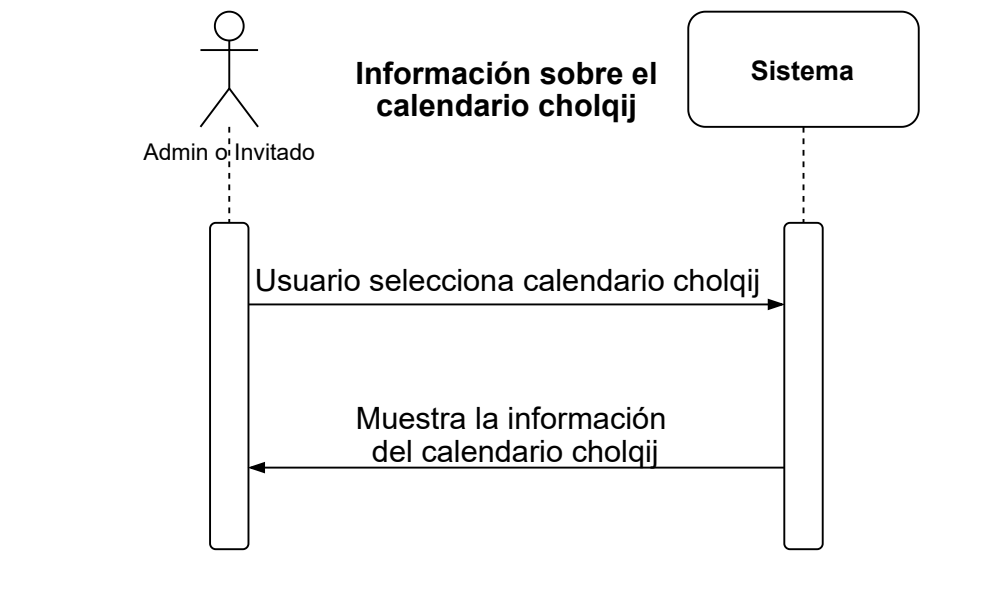 Información sobre el
calendario cholqij
Sistema
Admin o Invitado
Usuario selecciona calendario cholqij
Muestra la información
del calendario cholqij